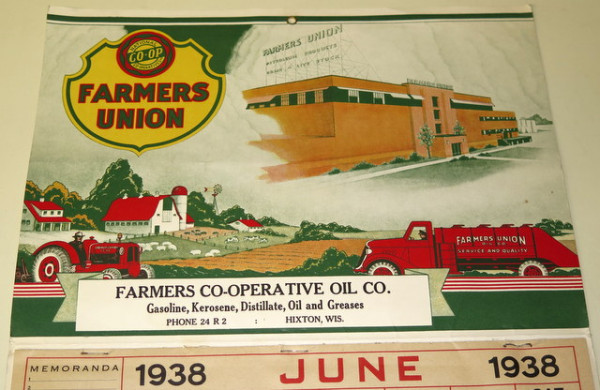 NATIONAL
CO-OP
FARMERS
UNION
FARMERS UNION
FARMERS CO-OPERATIVE OIL CO.
Gasoline, Kerosene, Distillate, Oil and Greases
PHONE 24 R 2 : HIXTON, WIS.
FARMERS UNION
SERVICE AND QUALITY
MEMORANDA
1938 JUNE 1938